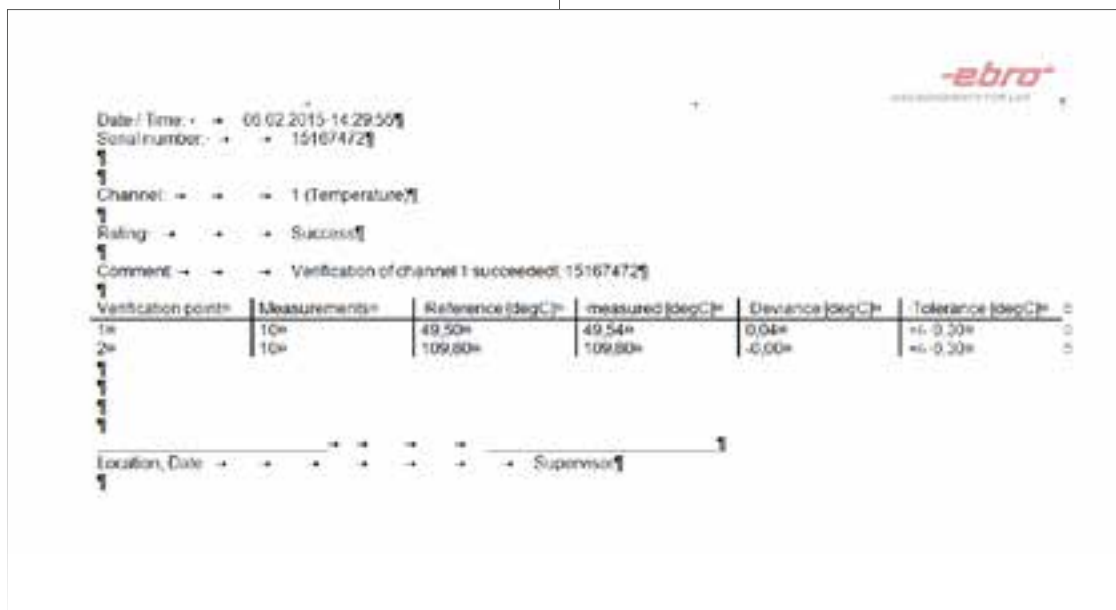 -ebro-
Date / Time: 06.02.2015-14:29:56
Serial number: 15167472
Channel: 1 (Temperature)
Rating: Success
Comment: Verification of channel 1 succeeded!, 15167472
Verification point Measurements Reference [degC] measured [degC] Deviance [degC] Tolerance [degC]
1 10 49,50 49,54 0,04 +/- 0,30
2 10 109,80 109,80 -0,00 +/- 0,30
Location, Date Supervisor